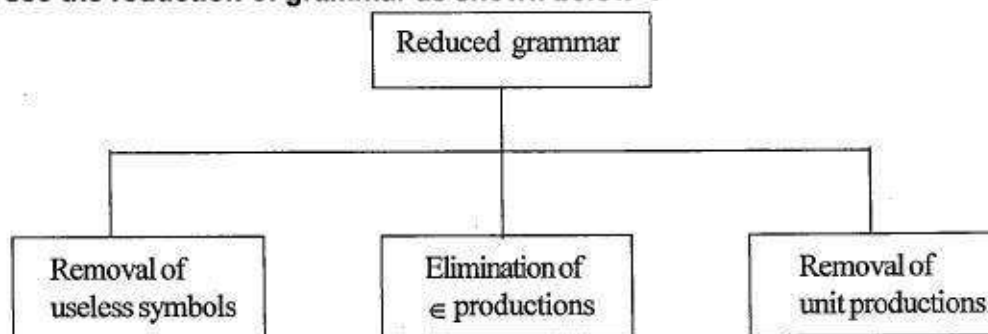 the reduction of grammar as shown below
Reduced grammar
Removal of
useless symbols
Elimination of
∈ productions
Removal of
unit productions